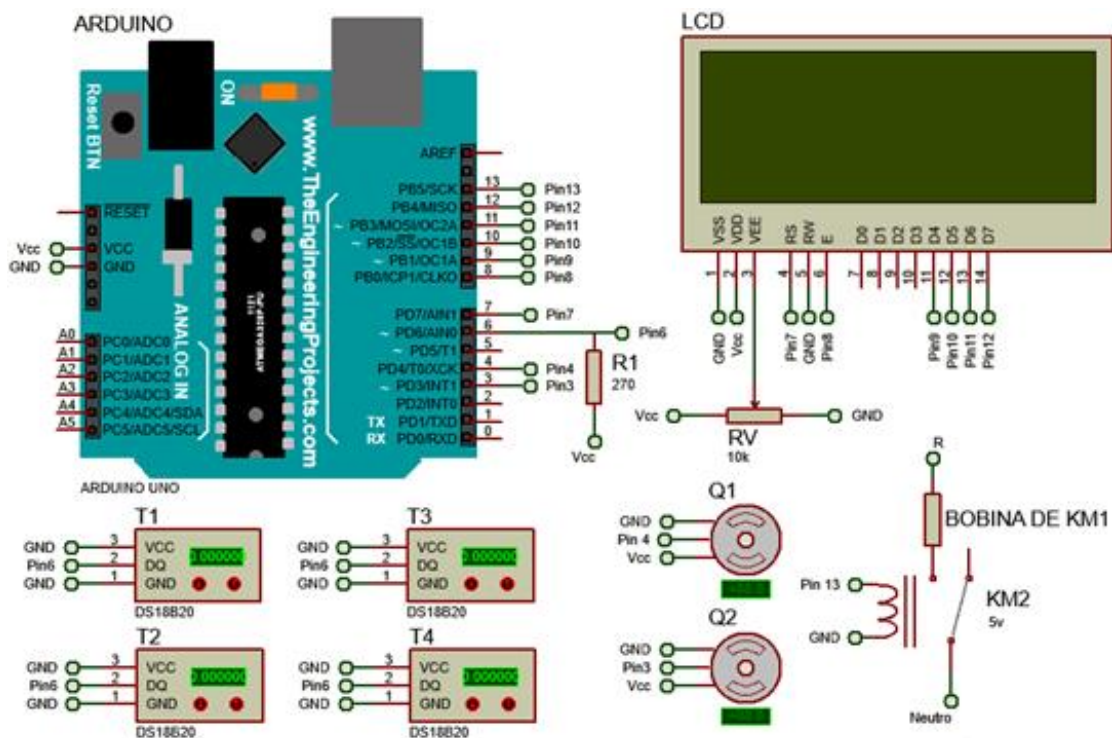 ARDUINO
Reset BTN
ON
www.TheEngineeringProjects.com
RESET
Vcc VCC
GND GND
ANALOG IN
A0 PC0/ADC0
A1 PC1/ADC1
A2 PC2/ADC2
A3 PC3/ADC3
A4 PC4/ADC4/SDA
A5 PC5/ADC5/SCL
AREF
PB5/SCK 13 Pin13
PB4/MISO 12 Pin12
~ PB3/MOSI/OC2A 11 Pin11
~ PB2/SS/OC1B 10 Pin10
~ PB1/OC1A 9 Pin9
PB0/ICP1/CLKO 8 Pin8
PD7/AIN1 7 Pin7
~ PD6/AIN0 6 Pin6
~ PD5/T1 5
PD4/T0/XCK 4 Pin4
~ PD3/INT1 3 Pin3
PD2/INT0 2
TX PD1/TXD 1
RX PD0/RXD 0
ARDUINO UNO
R1
270
Vcc
LCD
VSS VDD VEE RS RW E D0 D1 D2 D3 D4 D5 D6 D7
1 2 3 4 5 6 7 8 9 10 11 12 13 14
GND Vcc Pin7 GND Pin8 Pin9 Pin10 Pin11 Pin12
Vcc GND
RV
10k
T1
GND 3 VCC
Pin6 2 DQ
GND 1 GND
DS18B20
T3
GND 3 VCC
Pin6 2 DQ
GND 1 GND
DS18B20
T2
GND 3 VCC
Pin6 2 DQ
GND 1 GND
DS18B20
T4
GND 3 VCC
Pin6 2 DQ
GND 1 GND
DS18B20
Q1
GND
Pin 4
Vcc
Q2
GND
Pin3
Vcc
R
BOBINA DE KM1
Pin 13
GND
KM2
5v
Neutro